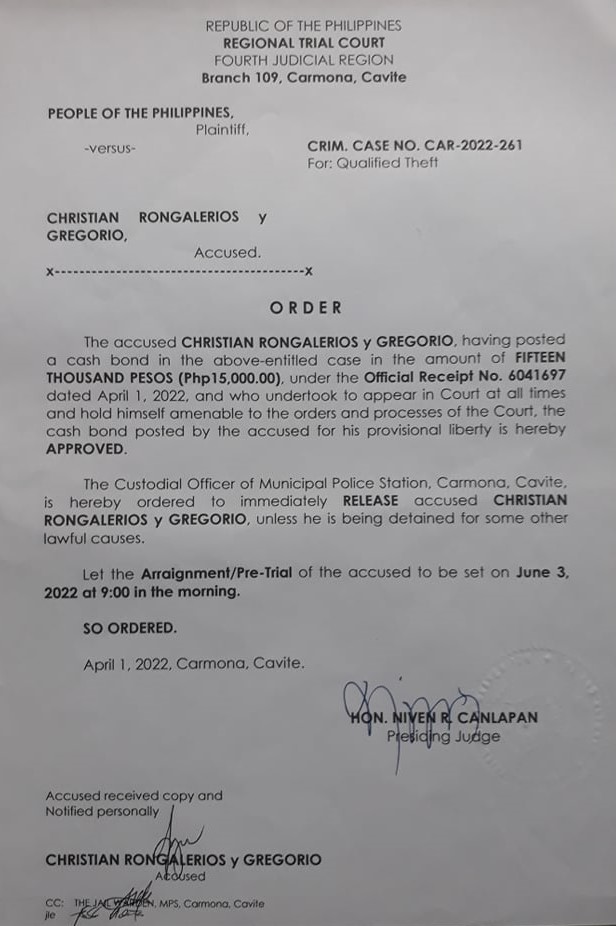 REPUBLIC OF THE PHILIPPINES
REGIONAL TRIAL COURT
FOURTH JUDICIAL REGION
Branch 109, Carmona, Cavite
PEOPLE OF THE PHILIPPINES,
Plaintiff,
-versus-
CRIM. CASE NO. CAR-2022-261
For: Qualified Theft
CHRISTIAN RONGALERIOS y
GREGORIO,
Accused.
x---------------------------------------x
ORDER
The accused CHRISTIAN RONGALERIOS y GREGORIO, having posted
a cash bond in the above-entitled case in the amount of FIFTEEN
THOUSAND PESOS (Php15,000.00), under the Official Receipt No. 6041697
dated April 1, 2022, and who undertook to appear in Court at all times
and hold himself amenable to the orders and processes of the Court, the
cash bond posted by the accused for his provisional liberty is hereby
APPROVED.
The Custodial Officer of Municipal Police Station, Carmona, Cavite,
is hereby ordered to immediately RELEASE accused CHRISTIAN
RONGALERIOS y GREGORIO, unless he is being detained for some other
lawful causes.
Let the Arraignment/Pre-Trial of the accused to be set on June 3,
2022 at 9:00 in the morning.
SO ORDERED.
April 1, 2022, Carmona, Cavite.
HON. NIVEN R. CANLAPAN
Presiding Judge
Accused received copy and
Notified personally
CHRISTIAN RONGALERIOS y GREGORIO
Accused
CC: THE JAIL WARDEN, MPS, Carmona, Cavite
jle